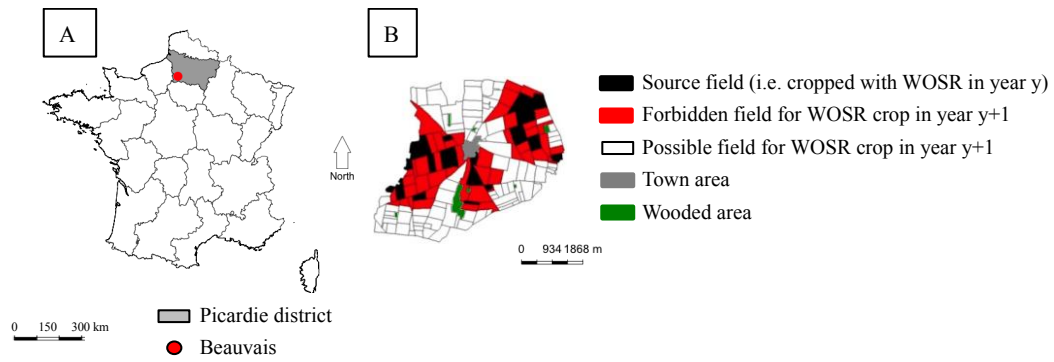 A
B
North
0 150 300 km
Picardie district
Beauvais
Source field (i.e. cropped with WOSR in year y)
Forbidden field for WOSR crop in year y+1
Possible field for WOSR crop in year y+1
Town area
Wooded area
0 934 1868 m